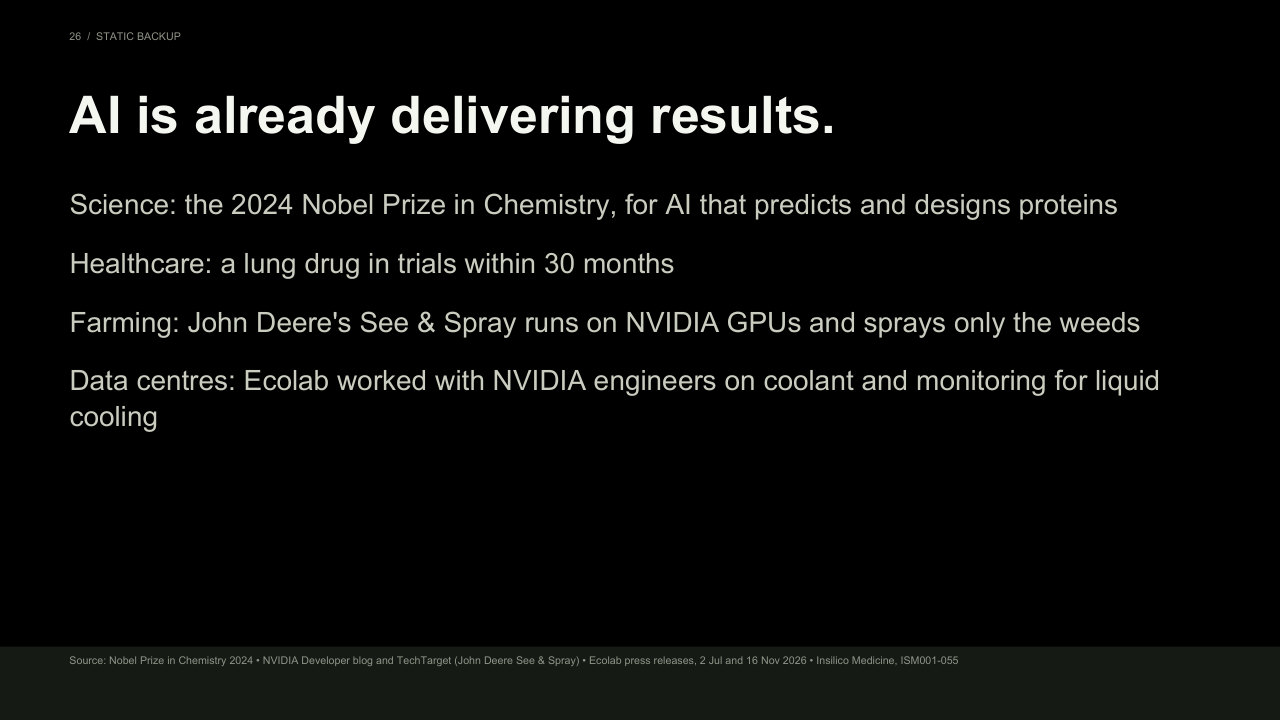 26 / STATIC BACKUP
AI is already delivering results.
Science: the 2024 Nobel Prize in Chemistry, for AI that predicts and designs proteins
Healthcare: a lung drug in trials within 30 months
Farming: John Deere's See & Spray runs on NVIDIA GPUs and sprays only the weeds
Data centres: Ecolab worked with NVIDIA engineers on coolant and monitoring for liquid
cooling
Source: Nobel Prize in Chemistry 2024 • NVIDIA Developer blog and TechTarget (John Deere See & Spray) • Ecolab press releases, 2 Jul and 16 Nov 2026 • Insilico Medicine, ISM001-055